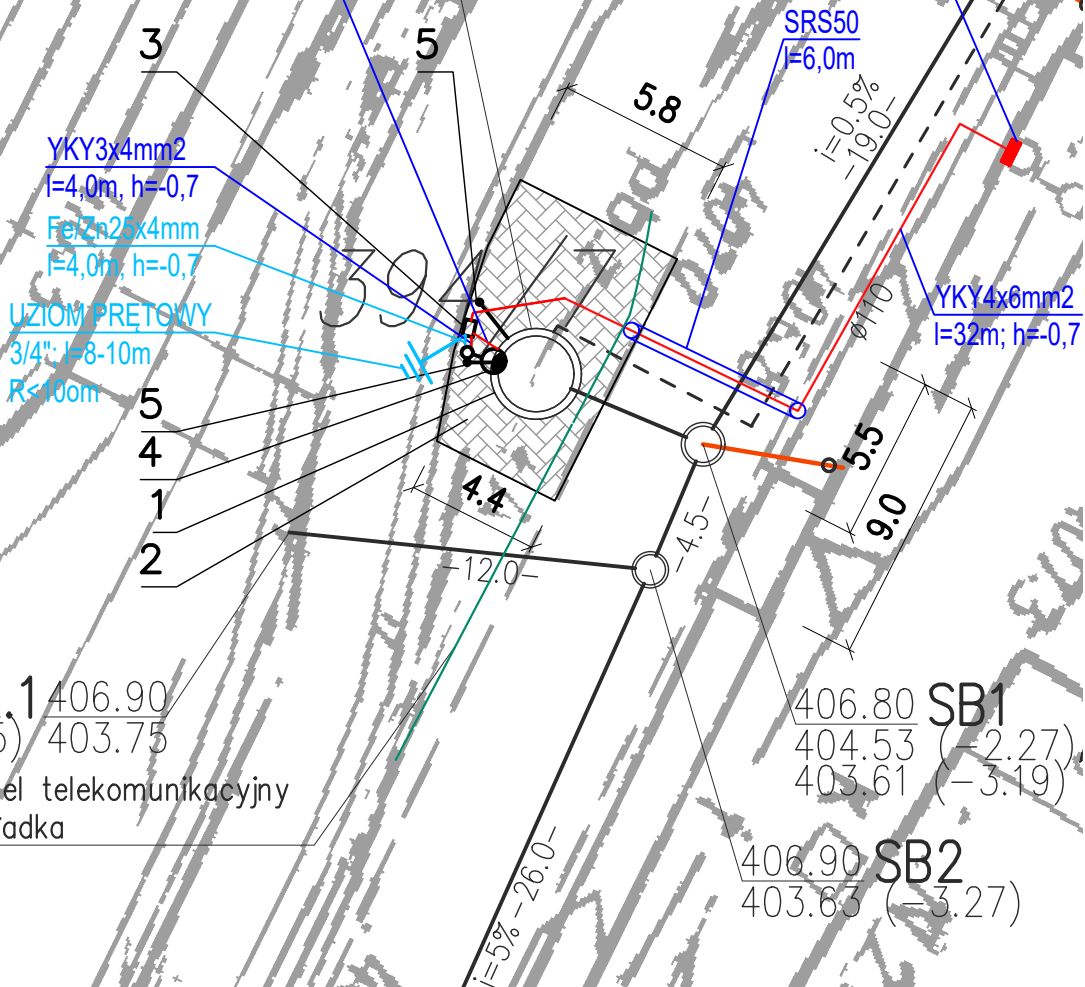 3
5
SRS50
l=6,0m
5.8
i=0.5%
-19.0-
YKY3x4mm2
l=4,0m, h=-0,7
Fe/Zn25x4mm
l=4,0m; h=-0,7
UZIOM PRĘTOWY
3/4"; l=8-10m
R<10om
YKY4x6mm2
l=32m; h=-0,7
ø110
5
4
1
2
4.4
5.5
9.0
-4.5-
-12.0-
.1 406.90
403.75
el telekomunikacyjny
adka
406.80 SB1
404.53 (-2.27)
403.61 (-3.19)
406.90 SB2
403.63 (-3.27)
i=5%-26.0-